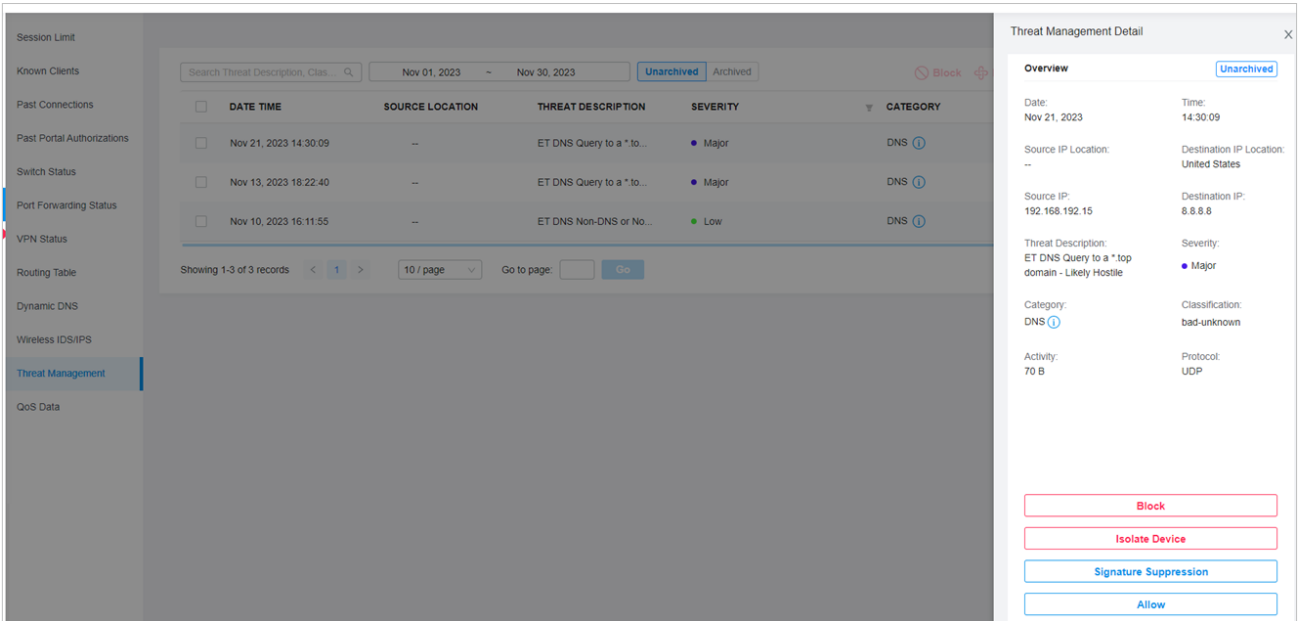 Session Limit
Known Clients
Past Connections
Past Portal Authorizations
Switch Status
Port Forwarding Status
VPN Status
Routing Table
Dynamic DNS
Wireless IDS/IPS
Threat Management
QoS Data
Search Threat Description, Clas... Nov 01, 2023 ~ Nov 30, 2023 Unarchived Archived Block
DATE TIME SOURCE LOCATION THREAT DESCRIPTION SEVERITY CATEGORY
Nov 21, 2023 14:30:09 -- ET DNS Query to a *.to... Major DNS
Nov 13, 2023 18:22:40 -- ET DNS Query to a *.to... Major DNS
Nov 10, 2023 16:11:55 -- ET DNS Non-DNS or No... Low DNS
Showing 1-3 of 3 records < 1 > 10 / page Go to page: Go
Threat Management Detail X
Overview Unarchived
Date: Time:
Nov 21, 2023 14:30:09
Source IP Location: Destination IP Location:
-- United States
Source IP: Destination IP:
192.168.192.15 8.8.8.8
Threat Description: Severity:
ET DNS Query to a *.top
domain - Likely Hostile Major
Category: Classification:
DNS bad-unknown
Activity: Protocol:
70 B UDP
Block
Isolate Device
Signature Suppression
Allow